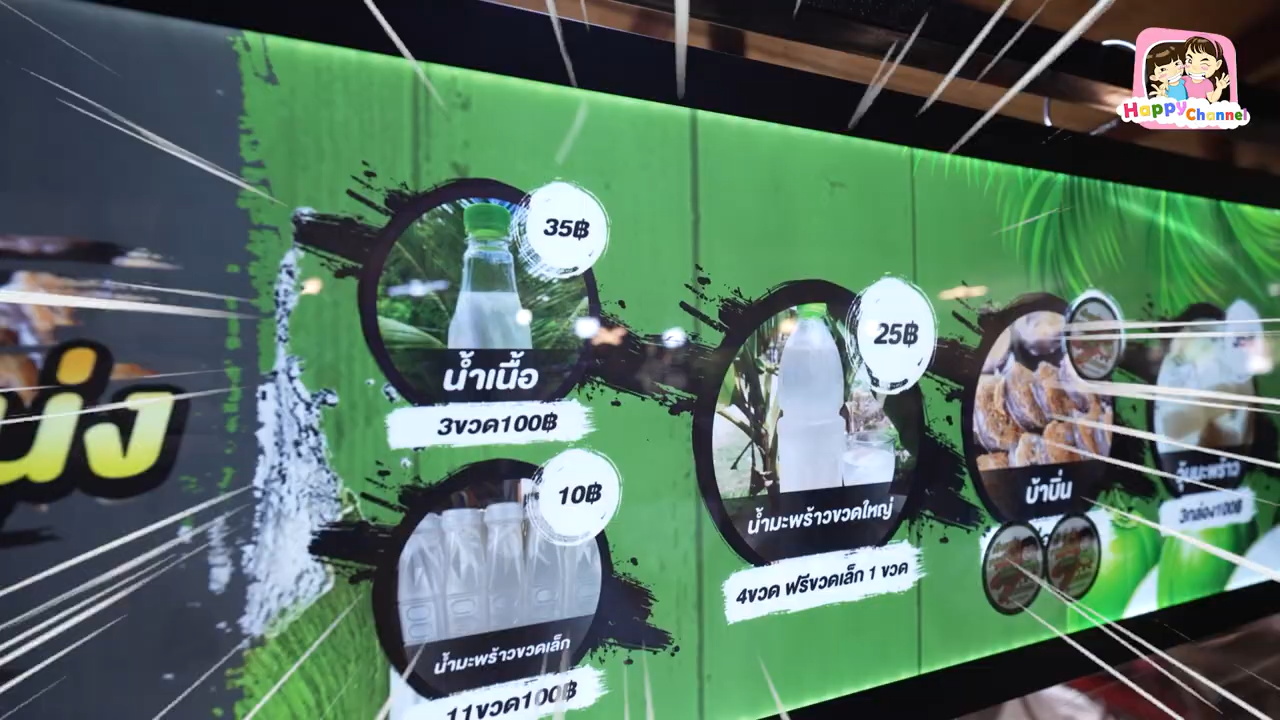 Happy Channel
น่ง
35฿
น้ำเนื้อ
3ขวด100฿
10฿
น้ำมะพร้าวขวดเล็ก
11ขวด100฿
25฿
น้ำมะพร้าวขวดใหญ่
4ขวด ฟรีขวดเล็ก 1 ขวด
บ้าบิ่น
วุ้นมะพร้าว
3กล่อง100฿